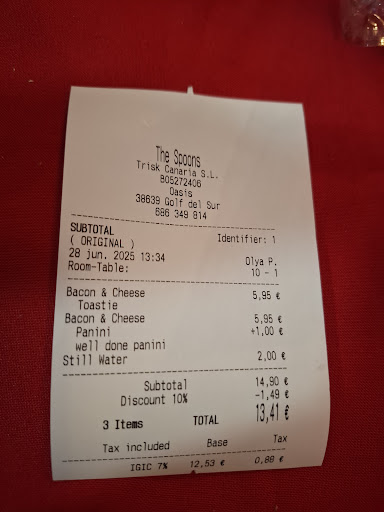 The Spoons
Trisk Canaria S.L.
B05272406
Oasis
38639 Golf del Sur
686 349 814
SUBTOTAL
( ORIGINAL ) Identifier: 1
28 jun. 2025 13:34 Olya P.
Room-Table: 10 - 1
Bacon & Cheese 5,95 €
Toastie
Bacon & Cheese 5,95 €
Panini +1,00 €
well done panini
Still Water 2,00 €
Subtotal 14,90 €
Discount 10% -1,49 €
3 Items TOTAL 13,41 €
Tax included Base Tax
IGIC 7% 12,53 € 0,88 €